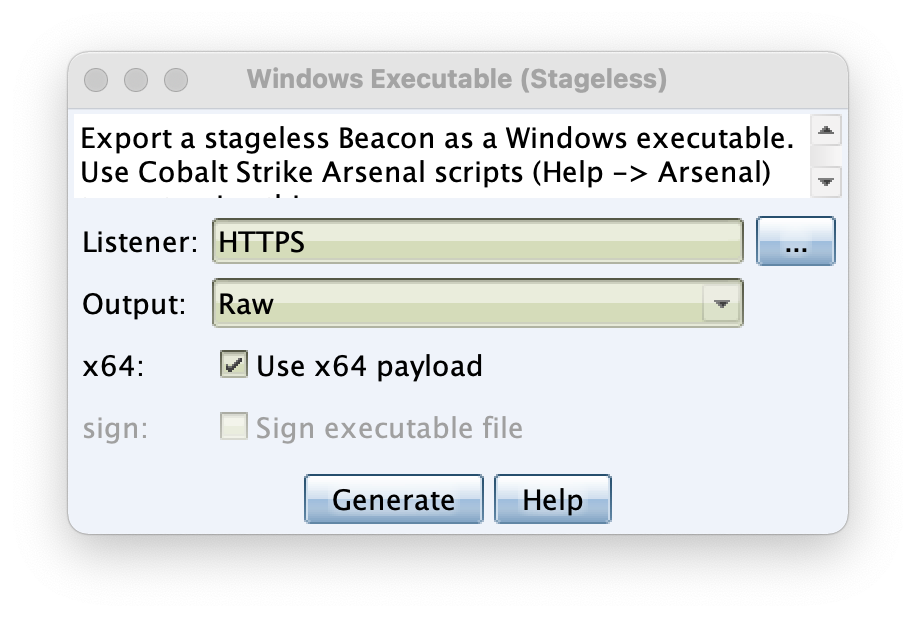 Windows Executable (Stageless)
Export a stageless Beacon as a Windows executable.
Use Cobalt Strike Arsenal scripts (Help -> Arsenal)
Listener: HTTPS ...
Output: Raw
x64: Use x64 payload
sign: Sign executable file
Generate Help